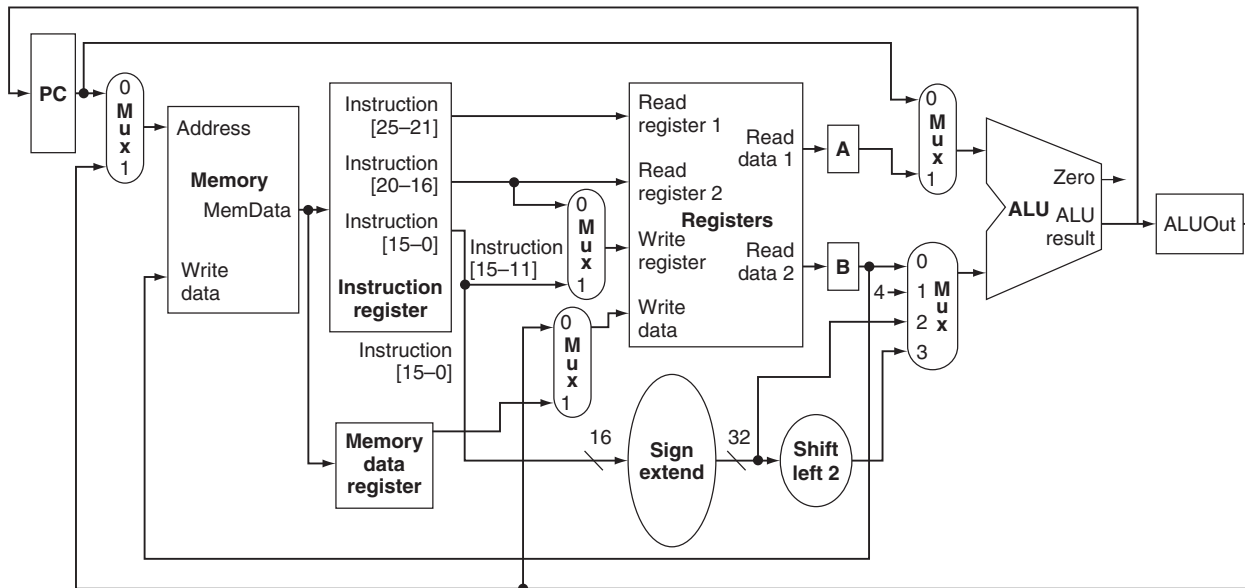 PC
0
M
u
x
1
Address
Memory
MemData
Write
data
Instruction
[25–21]
Instruction
[20–16]
Instruction
[15–0]
Instruction
register
Instruction
[15–11]
Instruction
[15–0]
Memory
data
register
0
M
u
x
1
0
M
u
x
1
16
Sign
extend
32
Shift
left 2
Read
register 1
Read
register 2
Registers
Write
register
Write
data
Read
data 1
Read
data 2
A
B
4
0
M
u
x
1
0
1
2
3
M
u
x
Zero
ALU
ALU
result
ALUOut